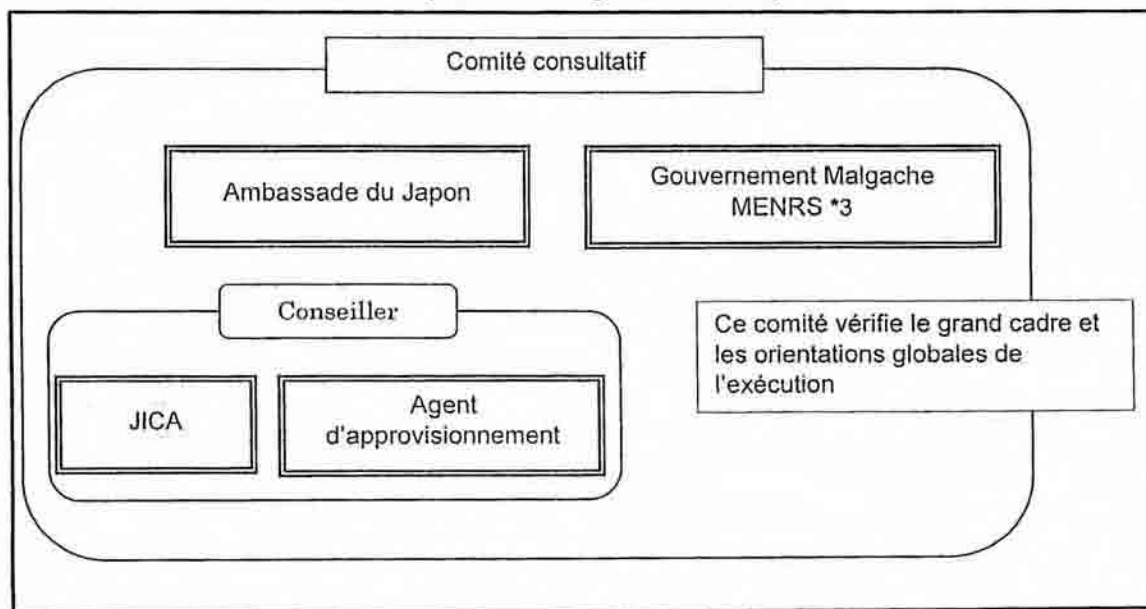 Comité consultatif
Ambassade du Japon
Gouvernement Malgache
MENRS *3
Conseiller
JICA
Agent
d'approvisionnement
Ce comité vérifie le grand cadre et
les orientations globales de
l'exécution